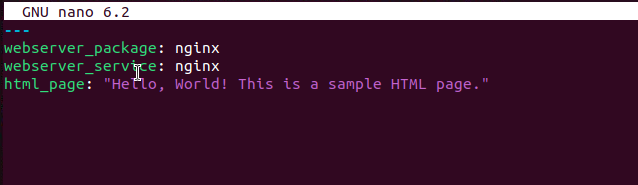 GNU nano 6.2
---
webserver_package: nginx
webserver_service: nginx
html_page: "Hello, World! This is a sample HTML page."